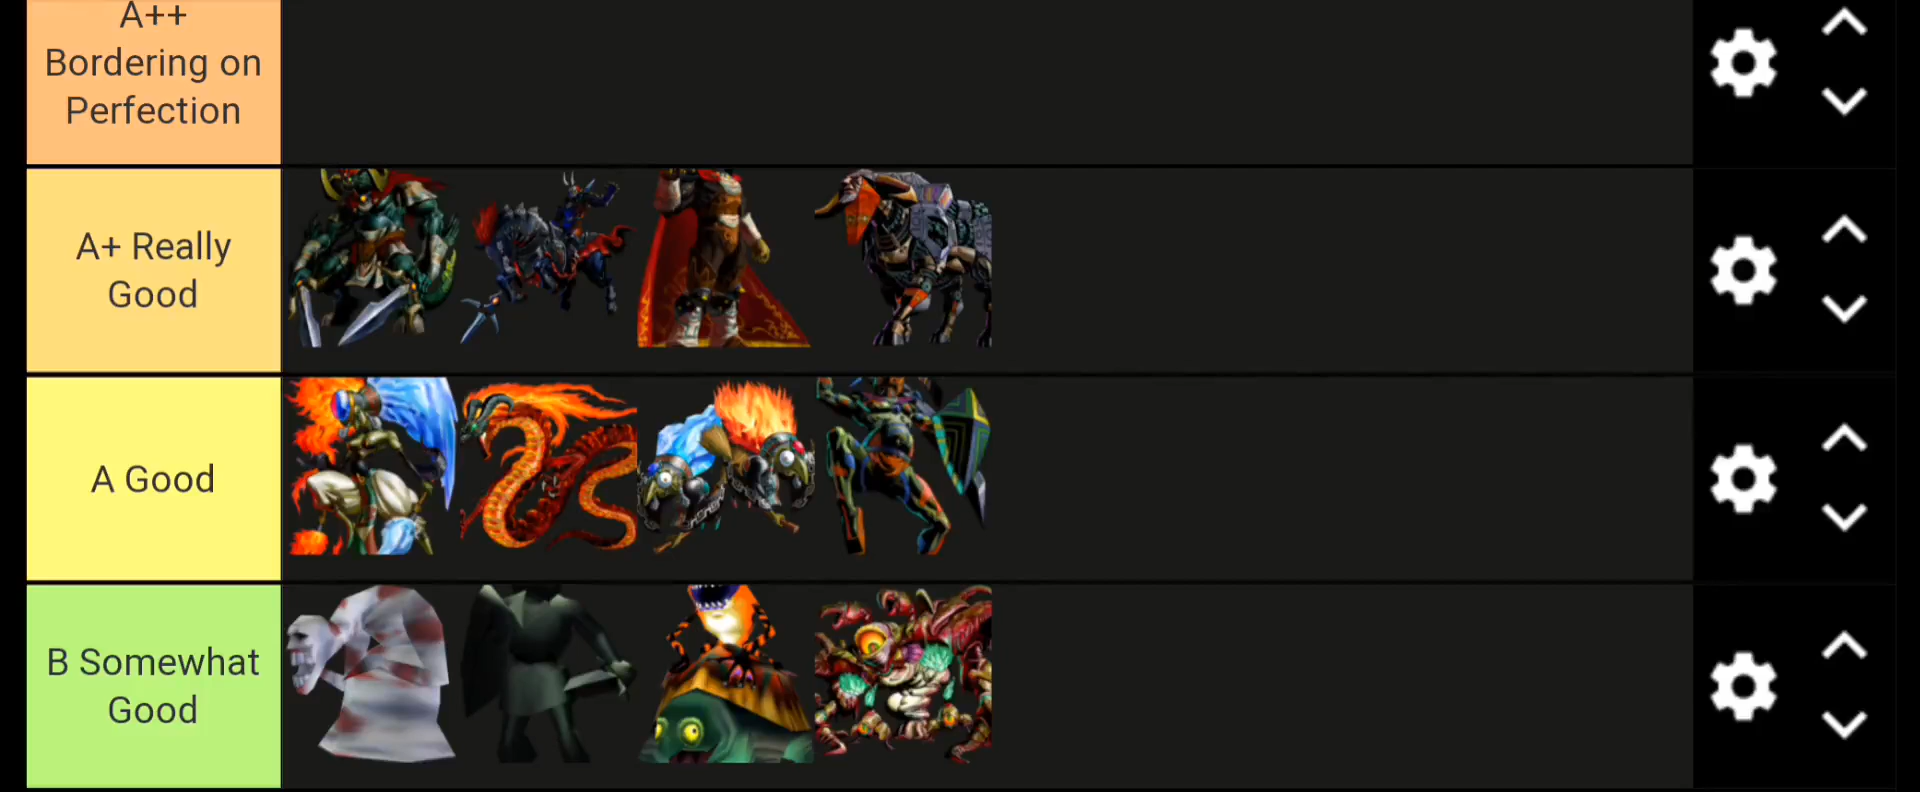 A++
Bordering on
Perfection
A+ Really
Good
A Good
B Somewhat
Good